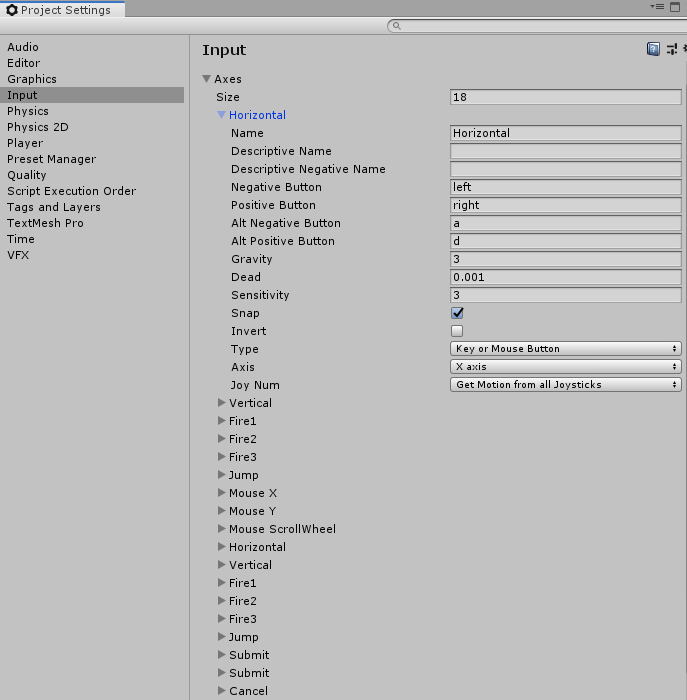 Project Settings
Audio
Editor
Graphics
Input
Physics
Physics 2D
Player
Preset Manager
Quality
Script Execution Order
Tags and Layers
TextMesh Pro
Time
VFX
Input
Axes
Size 18
Horizontal
Name Horizontal
Descriptive Name
Descriptive Negative Name
Negative Button left
Positive Button right
Alt Negative Button a
Alt Positive Button d
Gravity 3
Dead 0.001
Sensitivity 3
Snap
Invert
Type Key or Mouse Button
Axis X axis
Joy Num Get Motion from all Joysticks
Vertical
Fire1
Fire2
Fire3
Jump
Mouse X
Mouse Y
Mouse ScrollWheel
Horizontal
Vertical
Fire1
Fire2
Fire3
Jump
Submit
Submit
Cancel